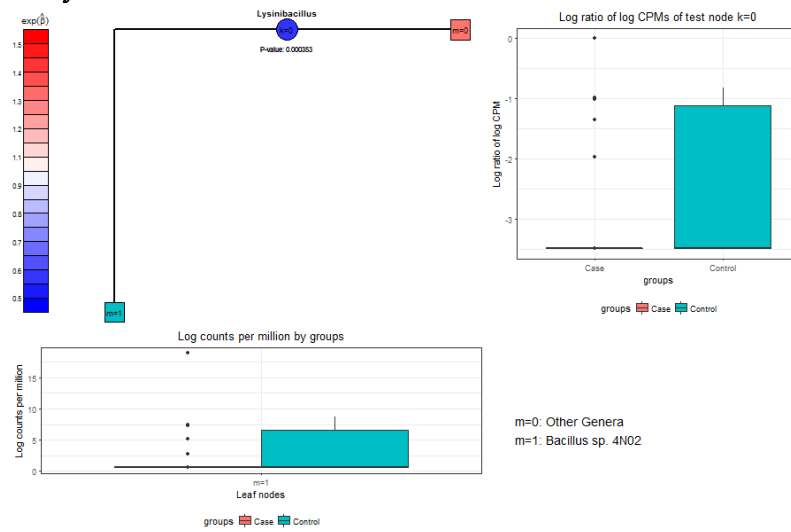 exp(β̂)
1.5
1.4
1.3
1.2
1.1
0.9
0.8
0.7
0.6
0.5
Lysinibacillus
k=0
m=0
P-value: 0.000353
m=1
Log ratio of log CPMs of test node k=0
Log ratio of log CPM
0
-1
-2
-3
Case
Control
groups
groups Case Control
Log counts per million by groups
Log counts per million
15
10
5
0
m=1
Leaf nodes
groups Case Control
m=0: Other Genera
m=1: Bacillus sp. 4N02